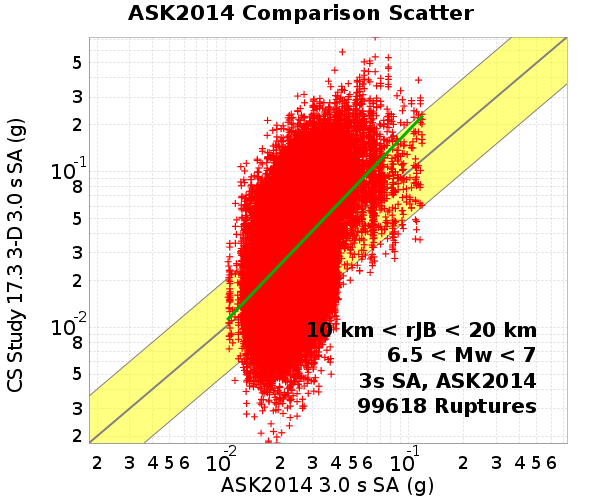 ASK2014 Comparison Scatter
CS Study 17.3 3-D 3.0 s SA (g)
5
3
2
10^-1
8
5
3
2
10^-2
8
5
3
2
10 km < rJB < 20 km
6.5 < Mw < 7
3s SA, ASK2014
99618 Ruptures
2 3 4 5 6 10^-2 2 3 4 5 6 10^-1 2 3 4 5 6
ASK2014 3.0 s SA (g)